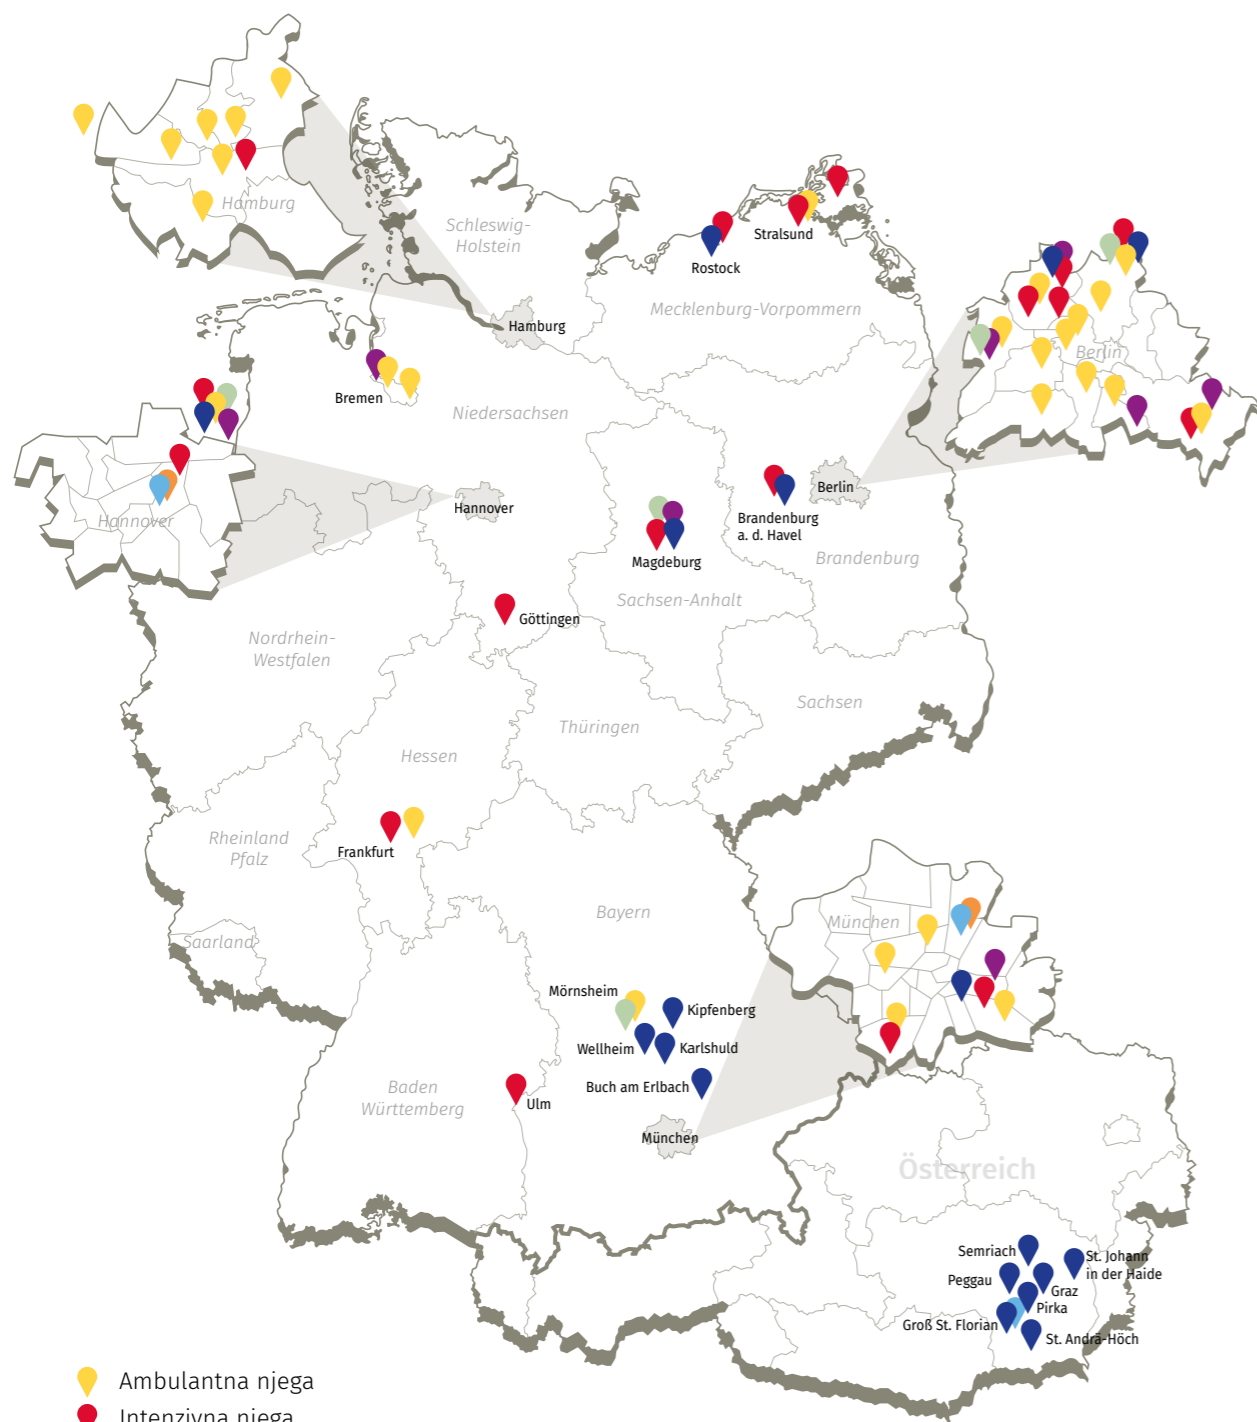 Hamburg
Schleswig-
Holstein
Stralsund
Rostock
Mecklenburg-Vorpommern
Hamburg
Berlin
Bremen
Niedersachsen
Hannover
Hannover
Berlin
Brandenburg
a. d. Havel
Magdeburg
Brandenburg
Sachsen-Anhalt
Göttingen
Nordrhein-
Westfalen
Sachsen
Thüringen
Hessen
Rheinland
Pfalz
Frankfurt
Bayern
München
Saarland
Mörnsheim
Kipfenberg
Wellheim
Karlshuld
Buch am Erlbach
Baden
Württemberg
Ulm
München
Österreich
Semriach
St. Johann
in der Haide
Peggau
Graz
Pirka
Groß St. Florian
St. Andrä-Höch
Ambulantna njega
Intenzivna njega